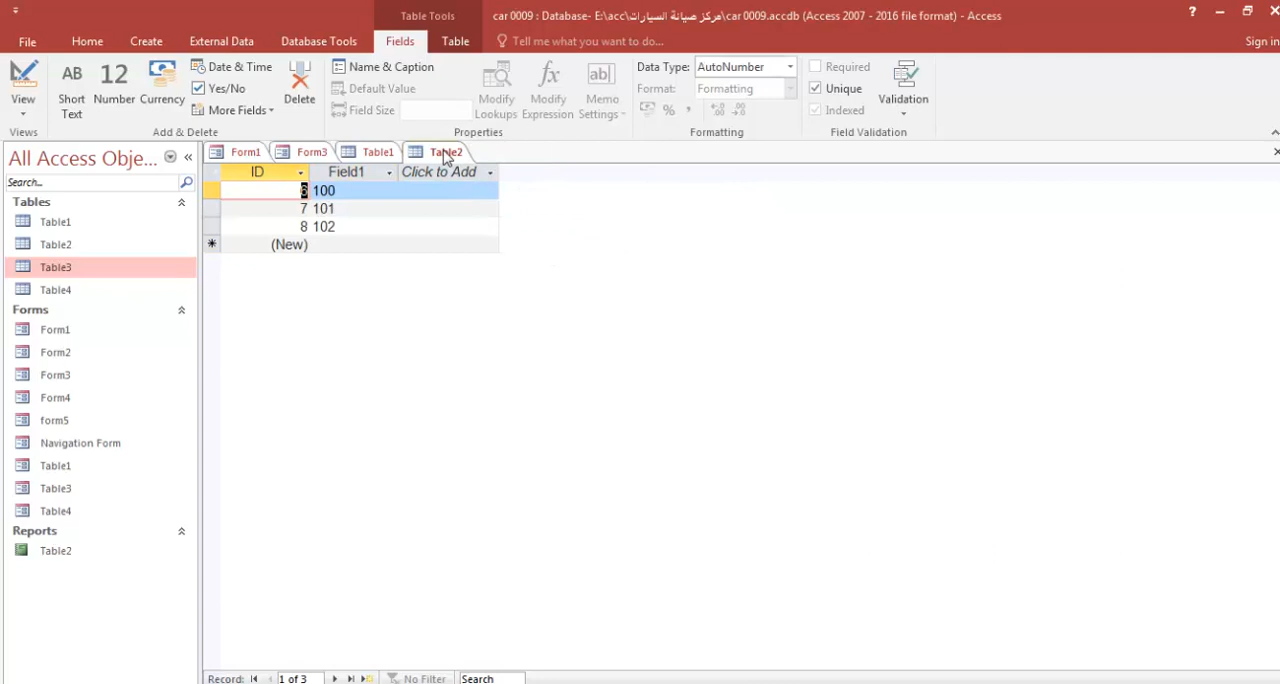 Table Tools
car 0009 : Database- E:\acc\مركز صيانة السيارات\car 0009.accdb (Access 2007 - 2016 file format) - Access
?
File Home Create External Data Database Tools Fields Table Tell me what you want to do... Sign in
View
Views
AB
Short Text
12
Number
Currency
Date & Time
Yes/No
More Fields
Delete
Add & Delete
Name & Caption
Default Value
Field Size
Modify Lookups
fx
Modify Expression
ab
Memo Settings
Properties
Data Type: AutoNumber
Format: Formatting
%
Formatting
Required
Unique
Indexed
Validation
Field Validation
All Access Obje...
Search...
Tables
Table1
Table2
Table3
Table4
Forms
Form1
Form2
Form3
Form4
form5
Navigation Form
Table1
Table3
Table4
Reports
Table2
Form1 Form3 Table1 Table2
ID Field1 Click to Add
6 100
7 101
8 102
(New)
Record: 1 of 3 No Filter Search